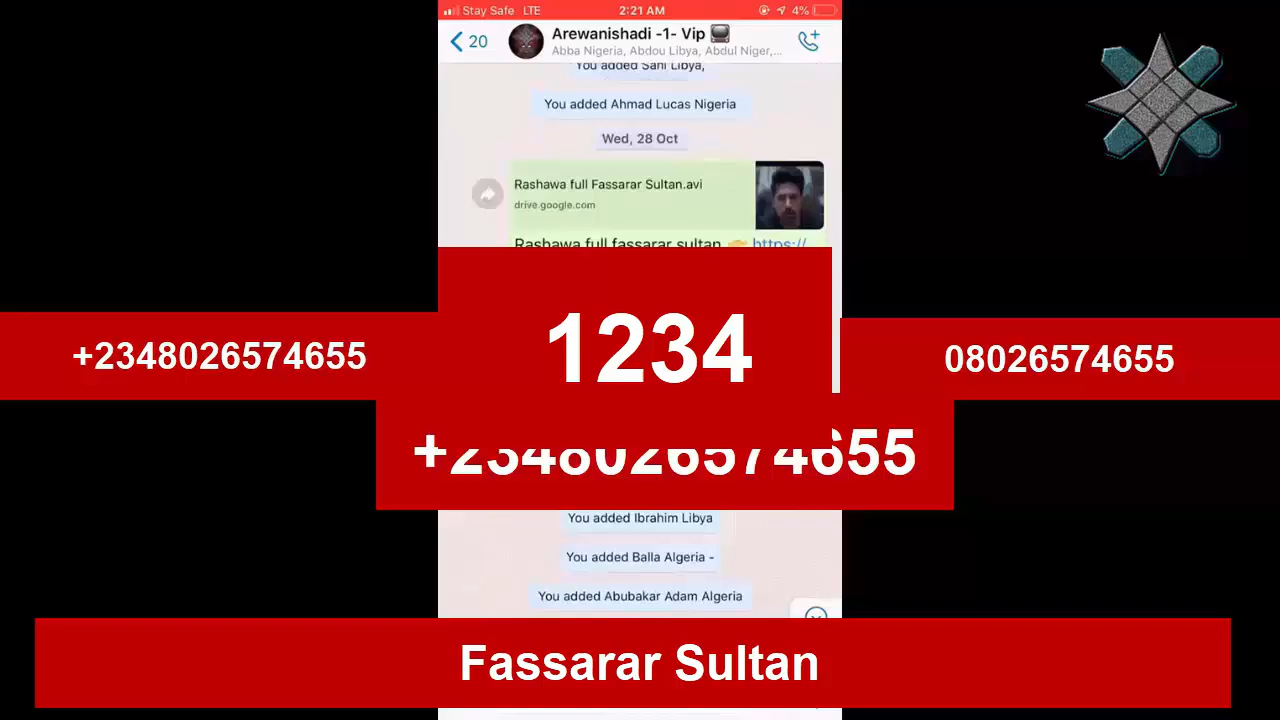 Stay Safe LTE 2:21 AM 4%
20 Arewanishadi -1- Vip
Abba Nigeria, Abdou Libya, Abdul Niger,...
You added Sani Libya,
You added Ahmad Lucas Nigeria
Wed, 28 Oct
Rashawa full Fassarar Sultan.avi
drive.google.com
Rashawa full fassarar sultan 👉 https://
1234
+2348026574655
08026574655
+2348026574655
You added Ibrahim Libya
You added Balla Algeria -
You added Abubakar Adam Algeria
Fassarar Sultan